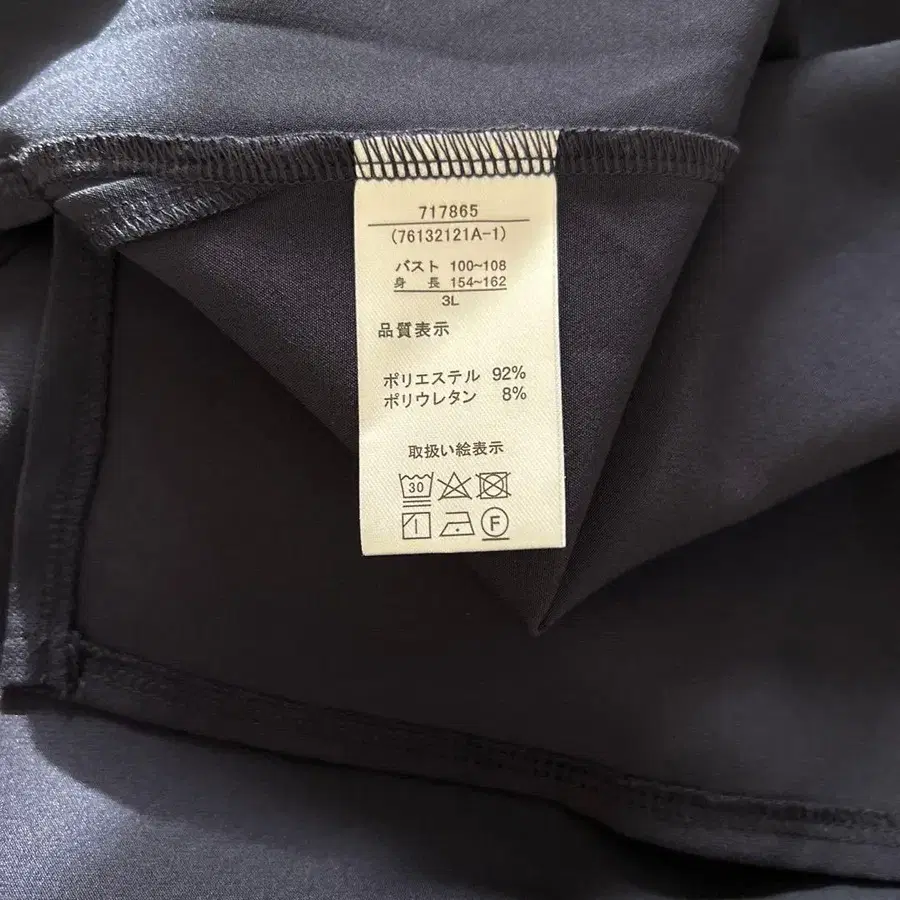 717865
(76132121A-1)
バスト 100~108
身長 154~162
3L
品質表示
ポリエステル 92%
ポリウレタン 8%
取扱い絵表示
30
F